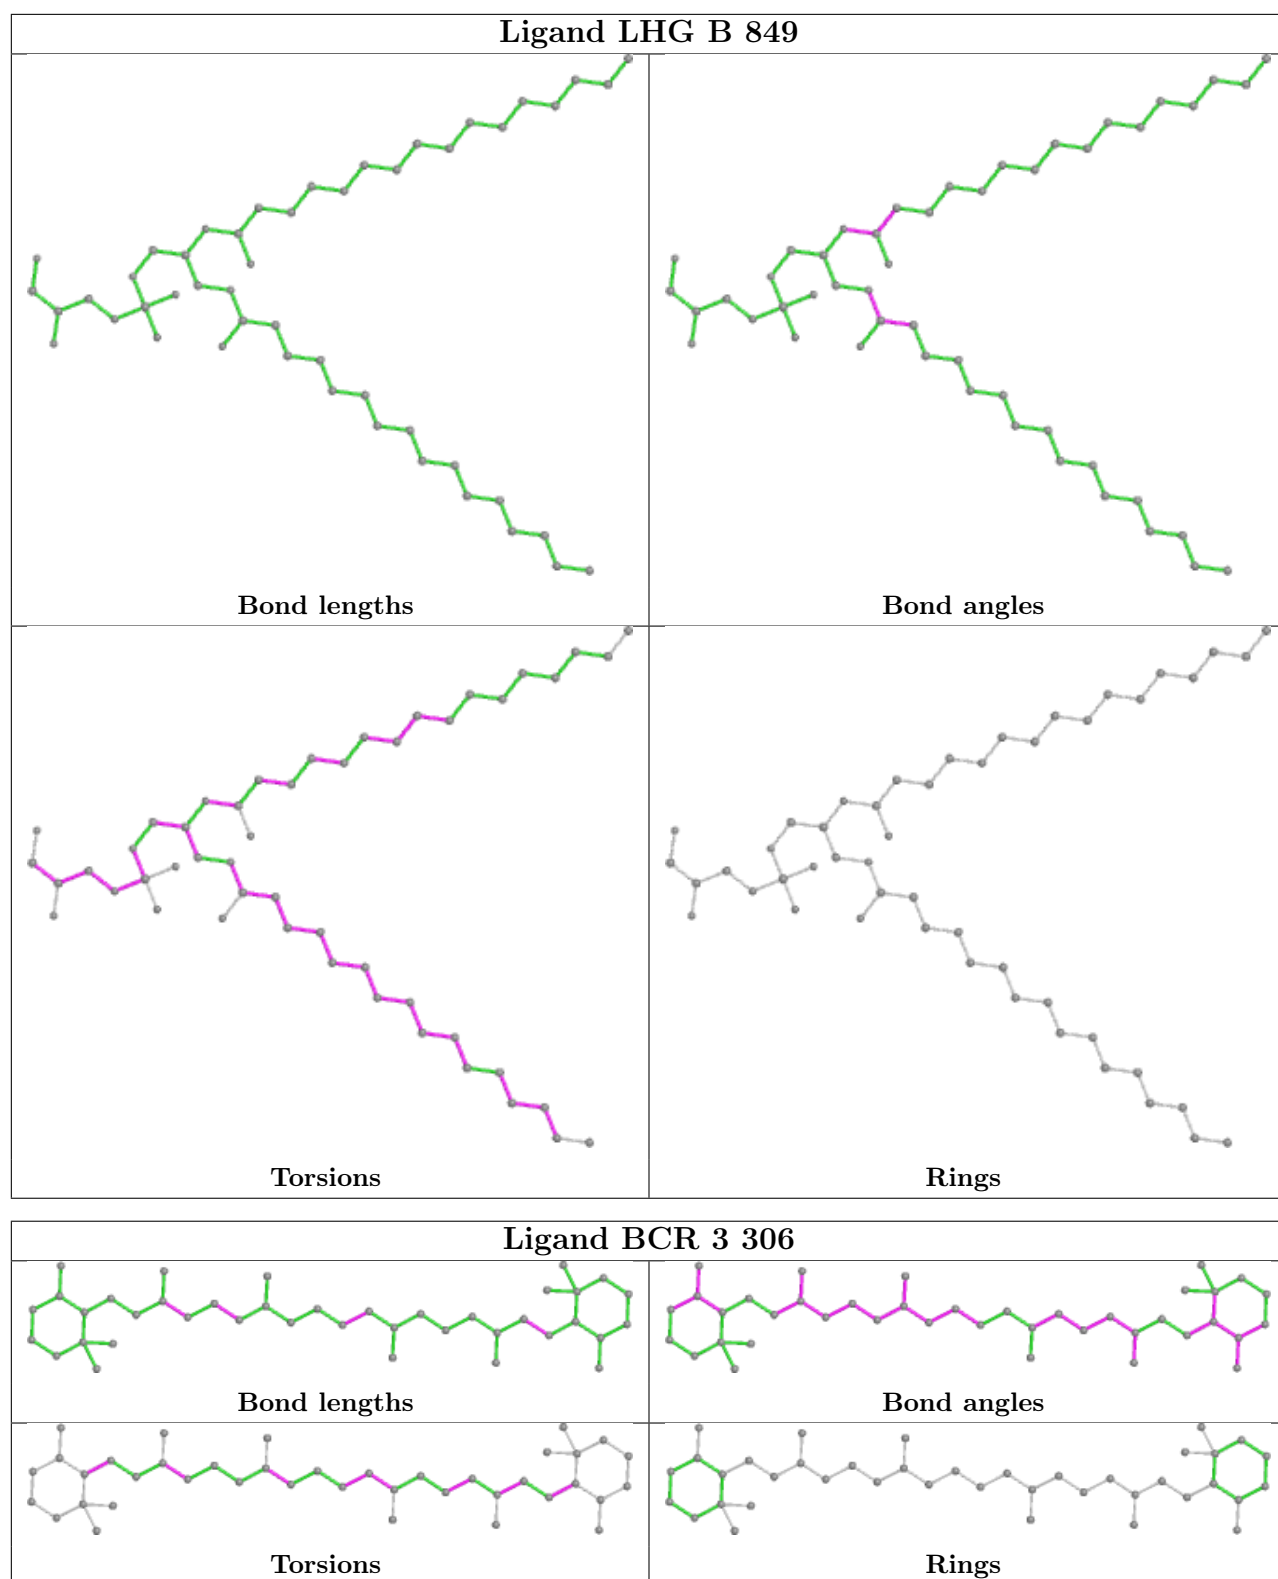 Ligand LHG B 849
Bond lengths
Bond angles
Torsions
Rings
Ligand BCR 3 306
Bond lengths
Bond angles
Torsions
Rings